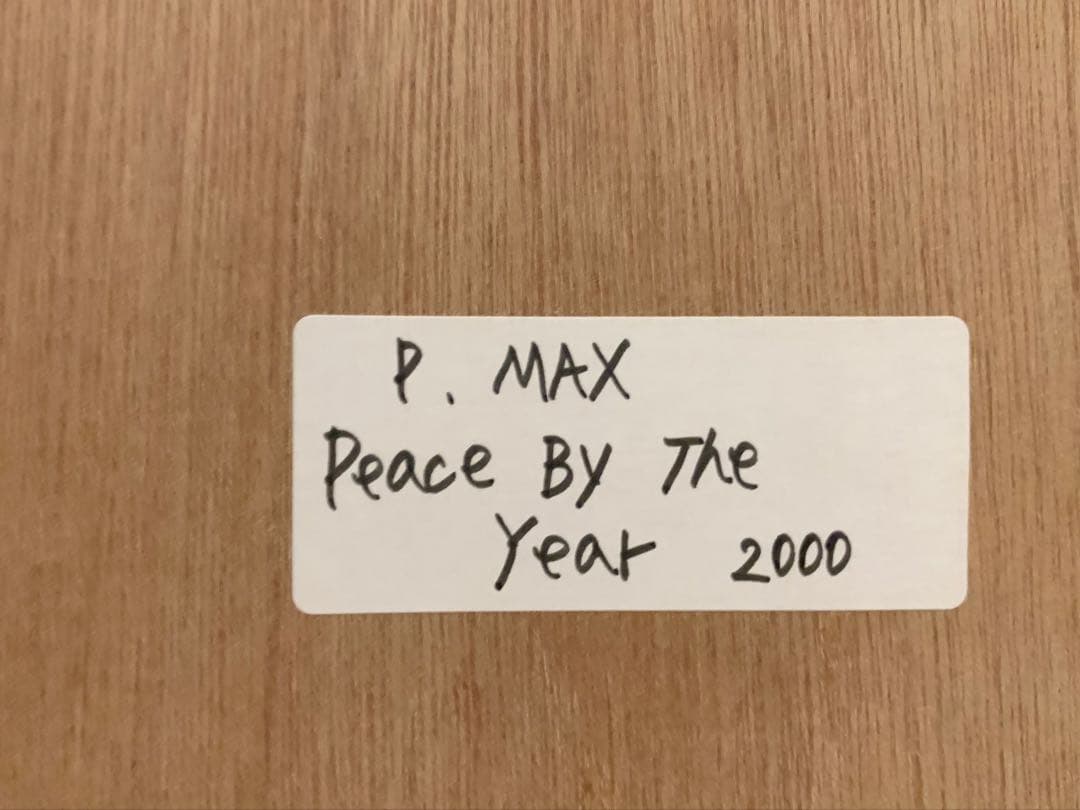 P. MAX
Peace By The
Year 2000